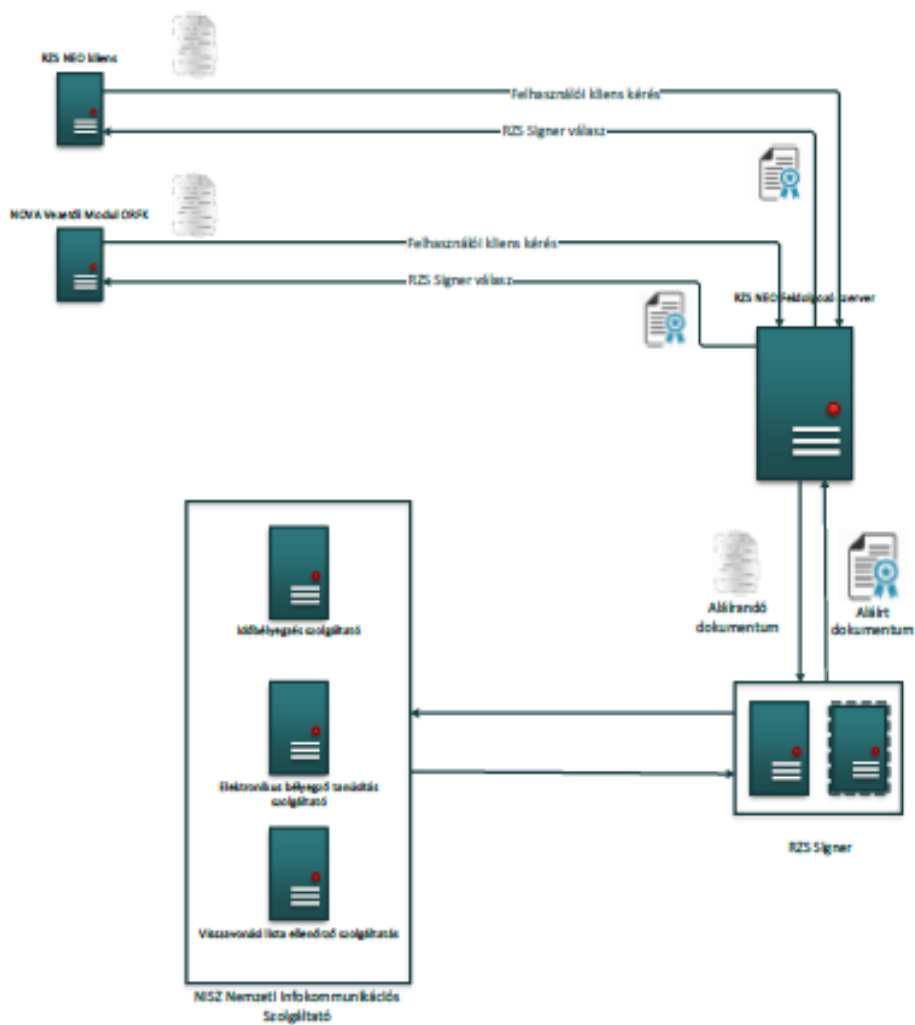 RZS NEO kliens
Felhasználói kliens kérés
RZS Signer válasz
NOVA Vezetői Modul ORFK
Felhasználói kliens kérés
RZS Signer válasz
RZS NEO Feldolgozó szerver
Időbélyegzés szolgáltató
Aláírandó
dokumentum
Aláírt
dokumentum
Elektronikus bélyegző tanúsítás
szolgáltató
RZS Signer
Visszavonási lista ellenőrző szolgáltatás
NISZ Nemzeti Infokommunikációs
Szolgáltató